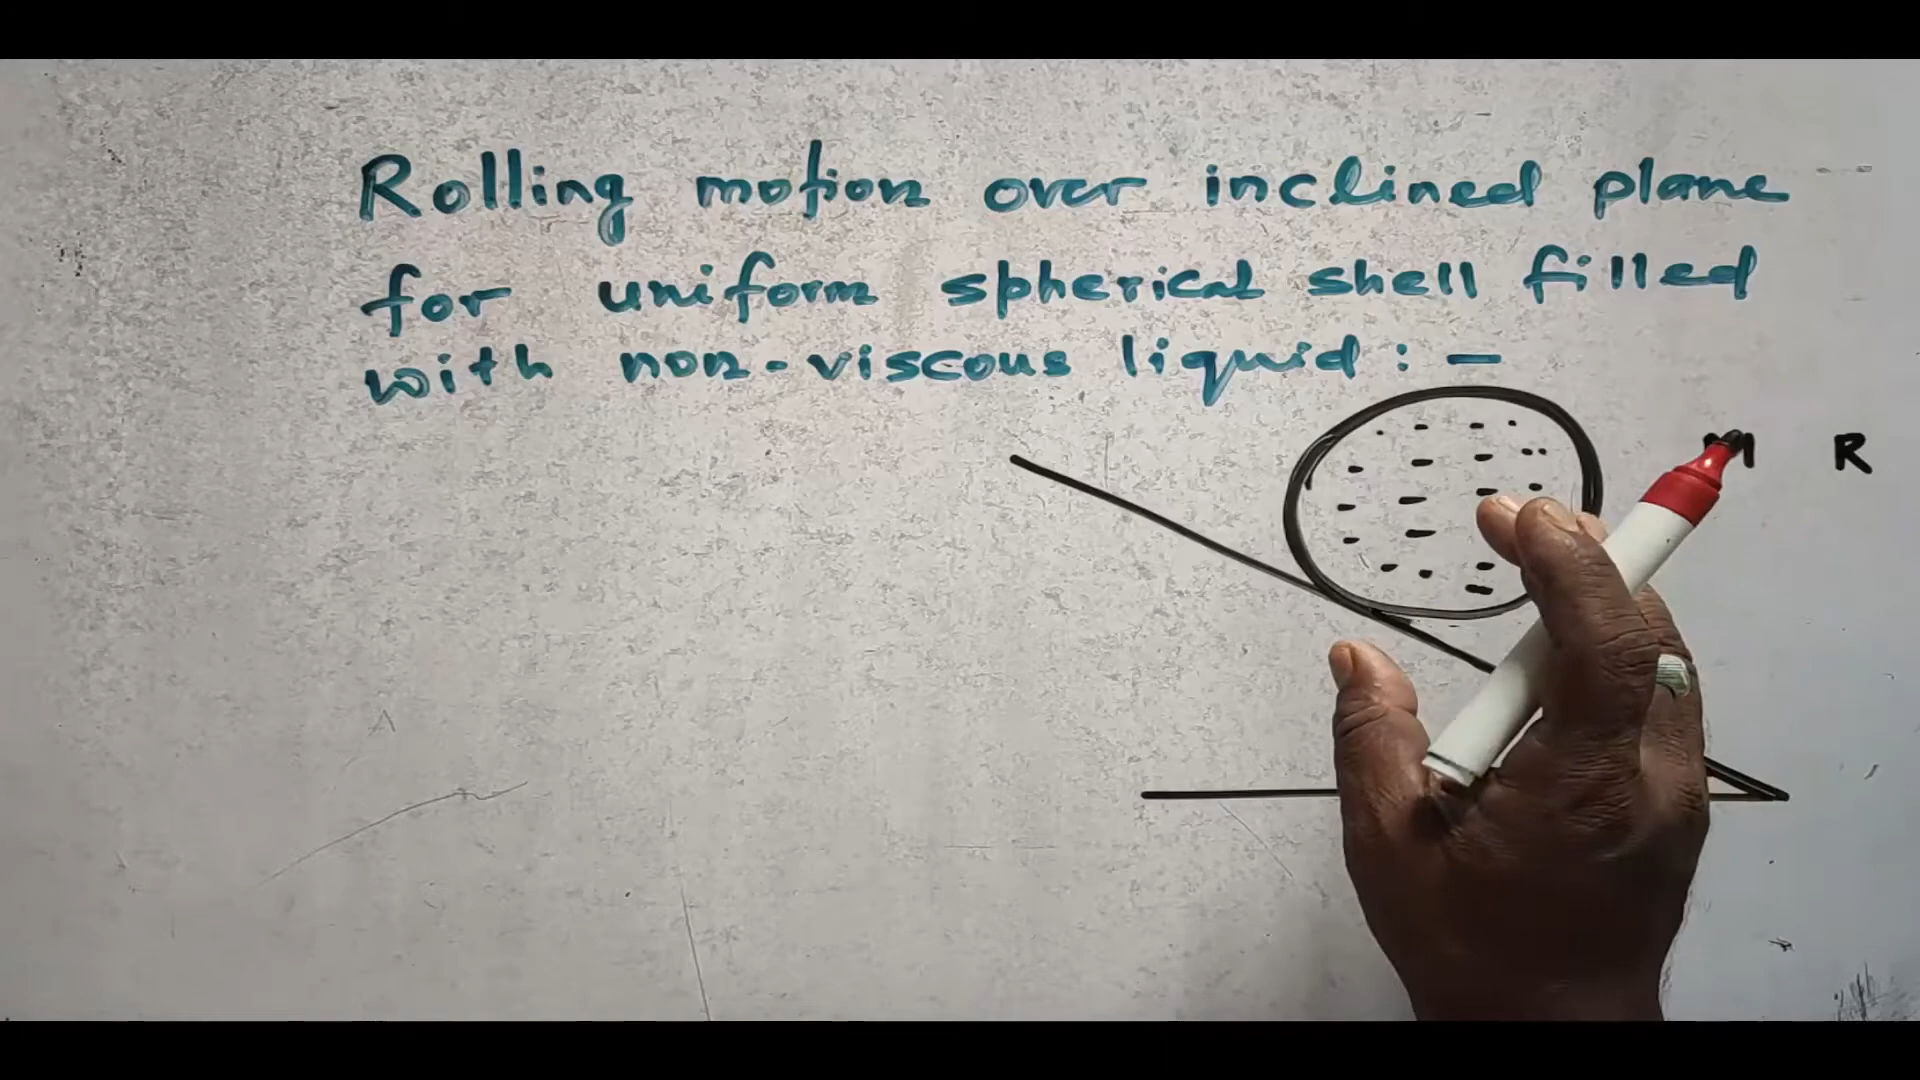 Rolling motion over inclined plane
for uniform spherical shell filled
with non-viscous liquid : -
M R